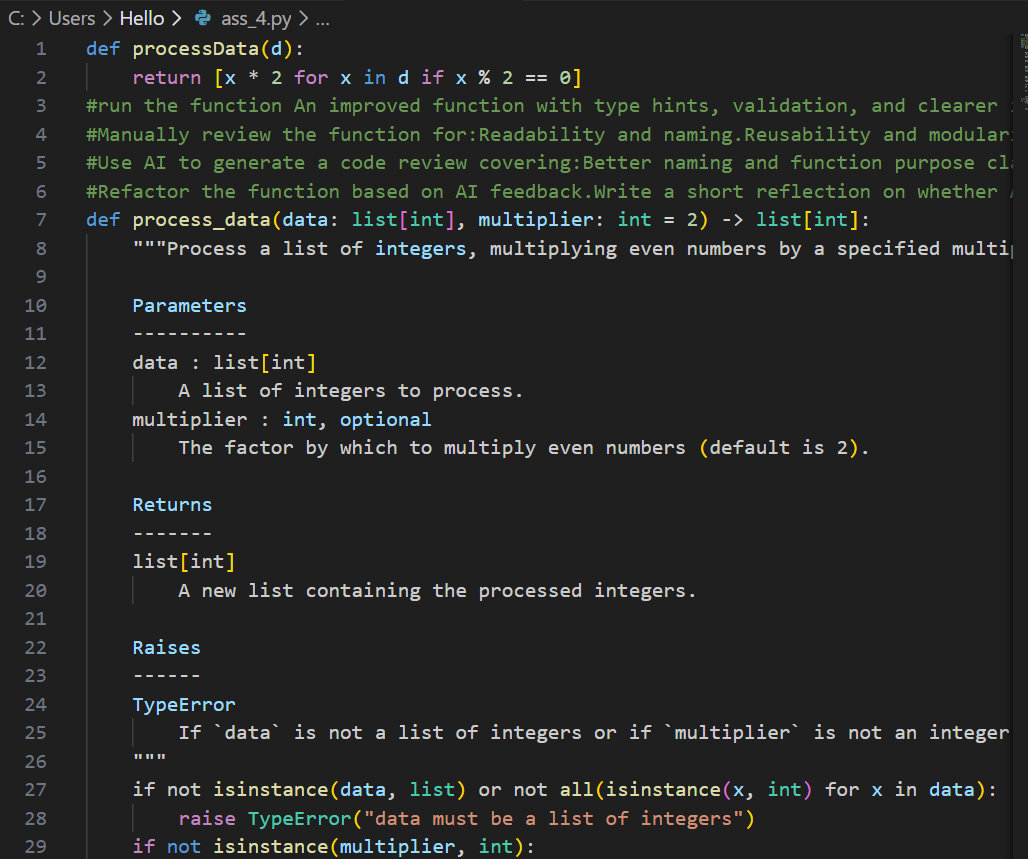 C: > Users > Hello > ass_4.py > ...
1 def processData(d):
2     return [x * 2 for x in d if x % 2 == 0]
3 #run the function An improved function with type hints, validation, and clearer
4 #Manually review the function for:Readability and naming.Reusability and modular
5 #Use AI to generate a code review covering:Better naming and function purpose
6 #Refactor the function based on AI feedback.Write a short reflection on whether
7 def process_data(data: list[int], multiplier: int = 2) -> list[int]:
8     """Process a list of integers, multiplying even numbers by a specified
9
10     Parameters
11     ----------
12     data : list[int]
13         A list of integers to process.
14     multiplier : int, optional
15         The factor by which to multiply even numbers (default is 2).
16
17     Returns
18     -------
19     list[int]
20         A new list containing the processed integers.
21
22     Raises
23     ------
24     TypeError
25         If `data` is not a list of integers or if `multiplier` is not an integer
26     """
27     if not isinstance(data, list) or not all(isinstance(x, int) for x in data):
28         raise TypeError("data must be a list of integers")
29     if not isinstance(multiplier, int):